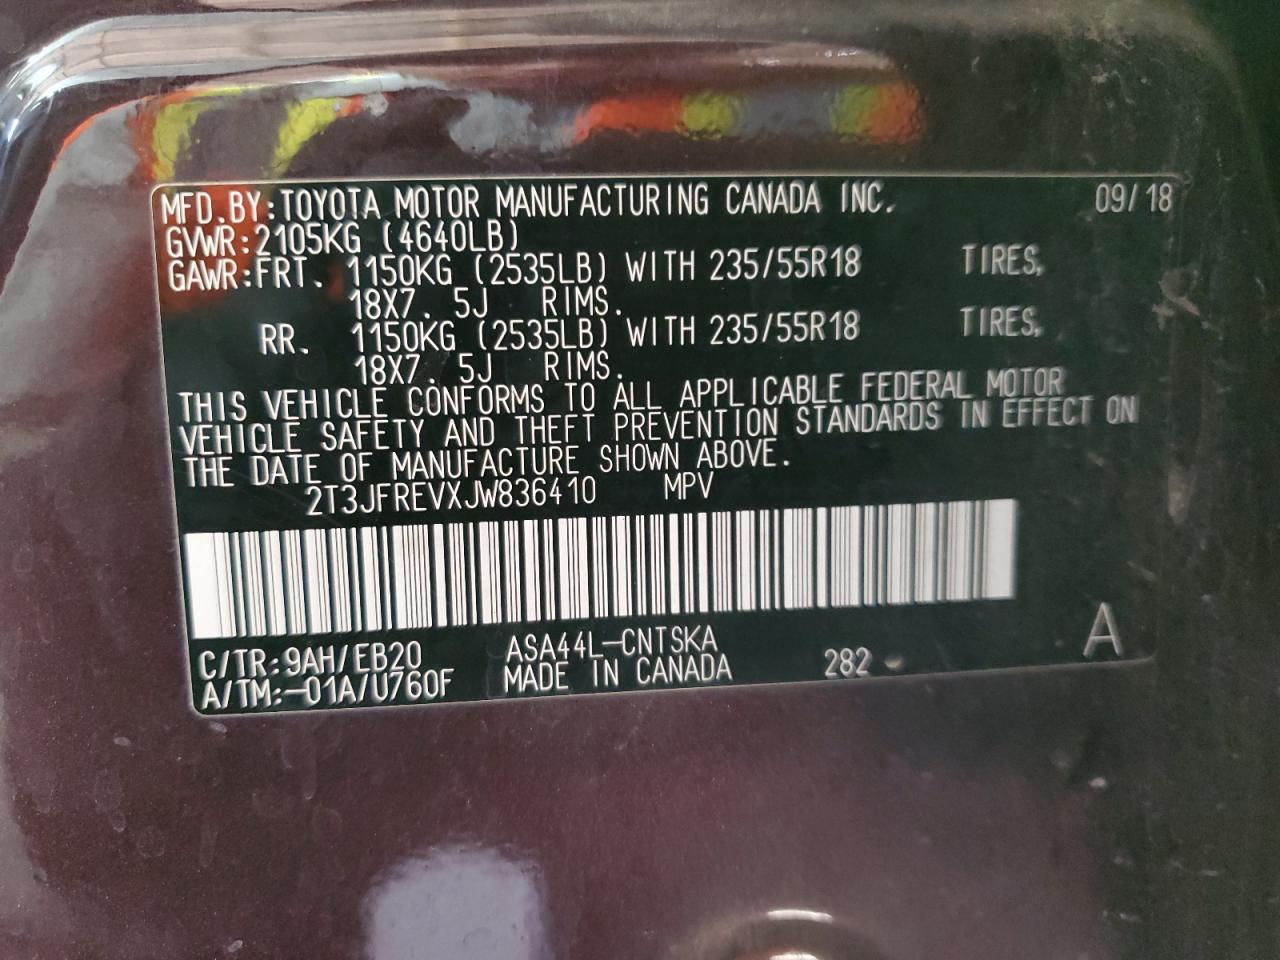 MFD.BY:TOYOTA MOTOR MANUFACTURING CANADA INC. 09/18
GVWR:2105KG (4640LB)
GAWR:FRT. 1150KG (2535LB) WITH 235/55R18 TIRES,
18X7. 5J RIMS.
RR. 1150KG (2535LB) WITH 235/55R18 TIRES,
18X7. 5J RIMS.
THIS VEHICLE CONFORMS TO ALL APPLICABLE FEDERAL MOTOR
VEHICLE SAFETY AND THEFT PREVENTION STANDARDS IN EFFECT ON
THE DATE OF MANUFACTURE SHOWN ABOVE.
2T3JFREVXJW836410 MPV
C/TR:9AH/EB20 ASA44L-CNTSKA
A/TM:-01A/U760F MADE IN CANADA 282 A